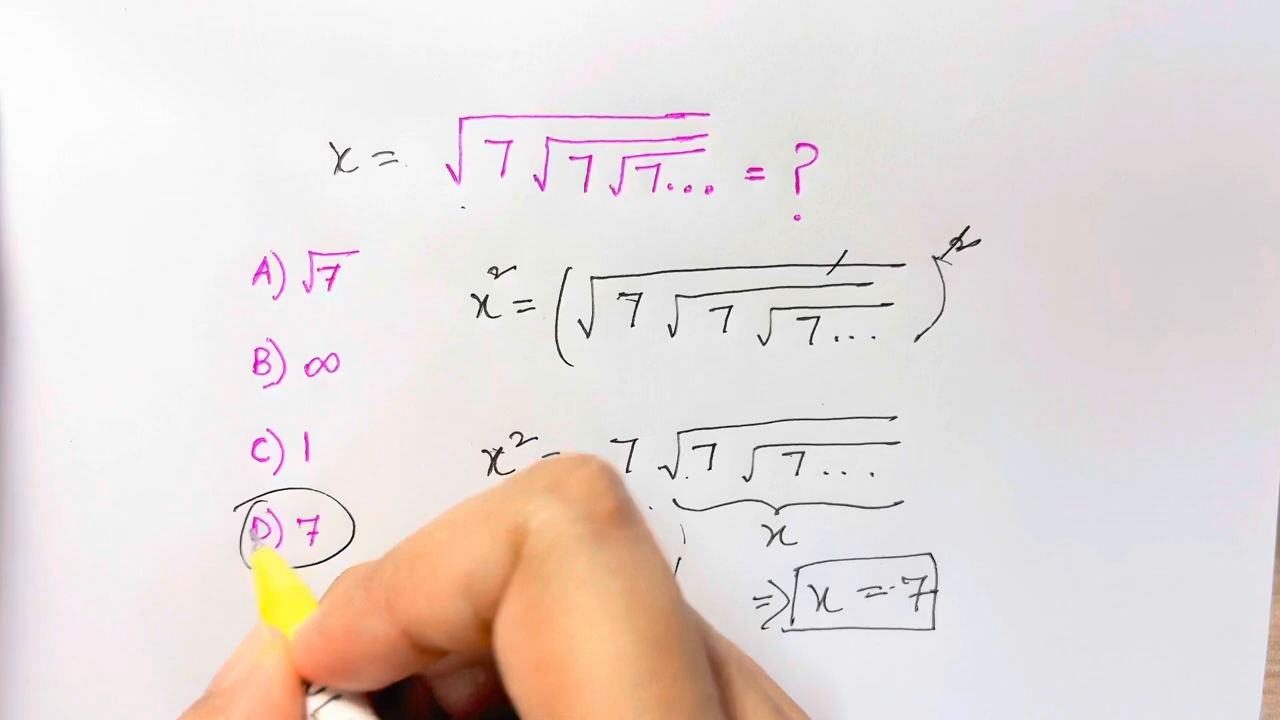 x = √7√7√7... = ?
A) √7
x² = (√7√7√7...)²
B) ∞
C) 1
x² = 7√7√7...
x
D) 7
⇒ x = 7